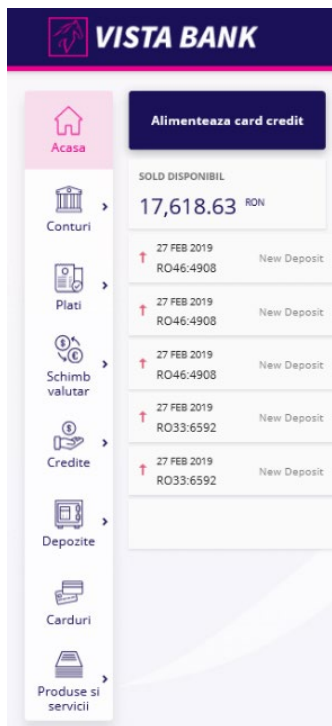 VISTA BANK
Acasa
Conturi
Plati
Schimb
valutar
Credite
Depozite
Carduri
Produse si
servicii
Alimenteaza card credit
SOLD DISPONIBIL
17,618.63 RON
27 FEB 2019
RO46:4908
New Deposit
27 FEB 2019
RO46:4908
New Deposit
27 FEB 2019
RO46:4908
New Deposit
27 FEB 2019
RO33:6592
New Deposit
27 FEB 2019
RO33:6592
New Deposit